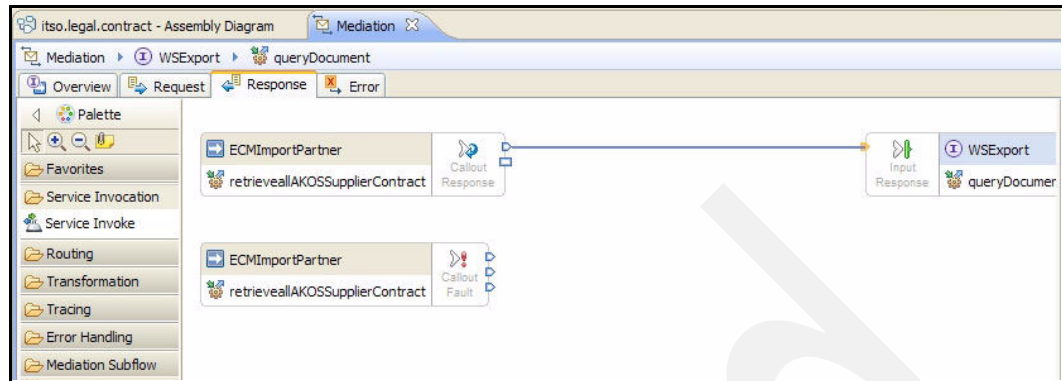 itso.legal.contract - Assembly Diagram
Mediation
Mediation WSExport queryDocument
Overview Request Response Error
Palette
Favorites
Service Invocation
Service Invoke
Routing
Transformation
Tracing
Error Handling
Mediation Subflow
ECMImportPartner
retrieveallAKOSSupplierContract
Callout
Response
Input
Response
WSExport
queryDocumer
ECMImportPartner
retrieveallAKOSSupplierContract
Callout
Fault